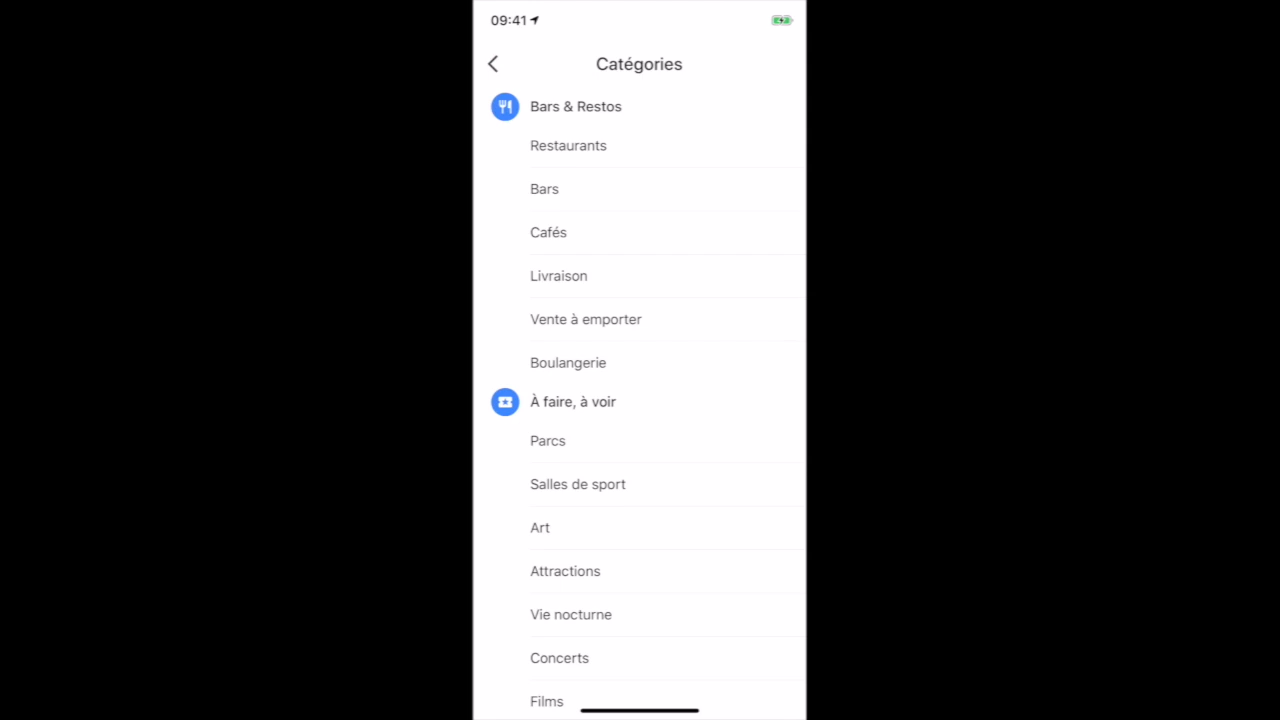 09:41
Catégories
Bars & Restos
Restaurants
Bars
Cafés
Livraison
Vente à emporter
Boulangerie
À faire, à voir
Parcs
Salles de sport
Art
Attractions
Vie nocturne
Concerts
Films